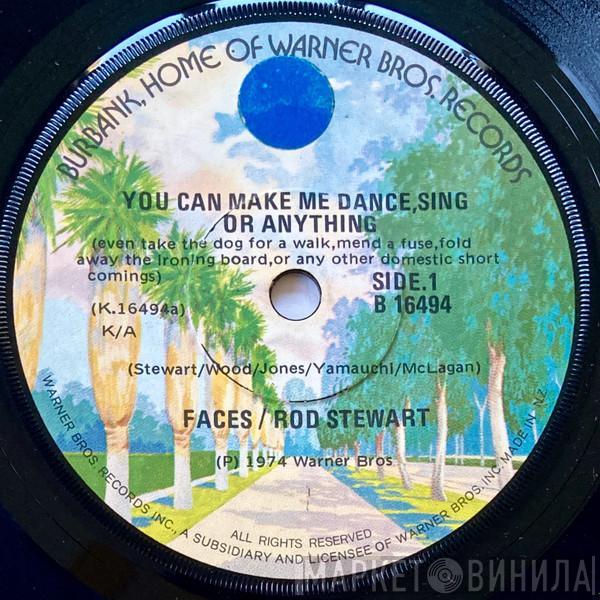 BURBANK, HOME OF WARNER BROS. RECORDS
YOU CAN MAKE ME DANCE,SING
OR ANYTHING
(even take the dog for a walk,mend a fuse,fold
away the ironing board,or any other domestic short
comings)
SIDE.1
(K.16494a)
B 16494
K/A
(Stewart/Wood/Jones/Yamauchi/McLagan)
FACES / ROD STEWART
(P) 1974 Warner Bros
ALL RIGHTS RESERVED
WARNER BROS. RECORDS INC., A SUBSIDIARY AND LICENSEE OF WARNER BROS. INC. MADE IN NZ
МАРКЕТ ВИНИЛА